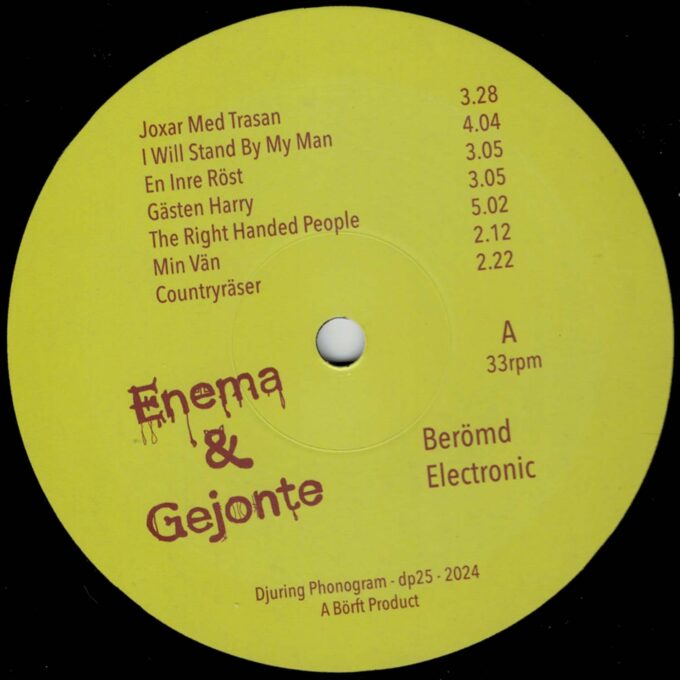 Joxar Med Trasan 3.28
I Will Stand By My Man 4.04
En Inre Röst 3.05
Gästen Harry 3.05
The Right Handed People 5.02
Min Vän 2.12
Countryräser 2.22
A
33rpm
Enema
&
Gejonte
Berömd
Electronic
Djuring Phonogram - dp25 - 2024
A Börft Product